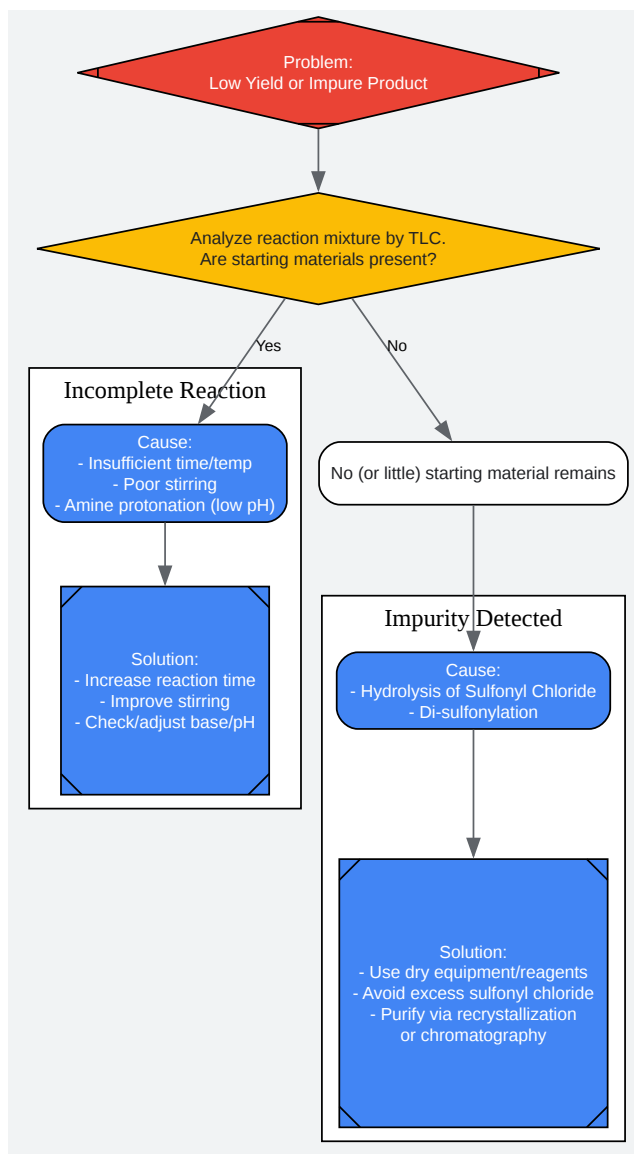 Problem:
Low Yield or Impure Product
Analyze reaction mixture by TLC.
Are starting materials present?
Yes
No
Incomplete Reaction
Cause:
- Insufficient time/temp
- Poor stirring
- Amine protonation (low pH)
No (or little) starting material remains
Solution:
- Increase reaction time
- Improve stirring
- Check/adjust base/pH
Impurity Detected
Cause:
- Hydrolysis of Sulfonyl Chloride
- Di-sulfonylation
Solution:
- Use dry equipment/reagents
- Avoid excess sulfonyl chloride
- Purify via recrystallization
or chromatography